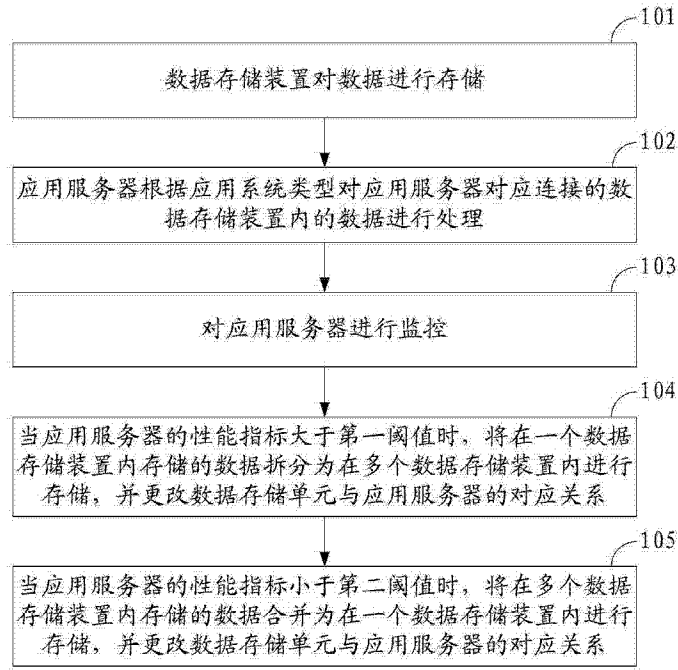 101
数据存储装置对数据进行存储
102
应用服务器根据应用系统类型对应用服务器对应连接的数
据存储装置内的数据进行处理
103
对应用服务器进行监控
104
当应用服务器的性能指标大于第一阈值时，将在一个数据
存储装置内存储的数据拆分为在多个数据存储装置内进行
存储，并更改数据存储单元与应用服务器的对应关系
105
当应用服务器的性能指标小于第二阈值时，将在多个数据
存储装置内存储的数据合并为在一个数据存储装置内进行
存储，并更改数据存储单元与应用服务器的对应关系